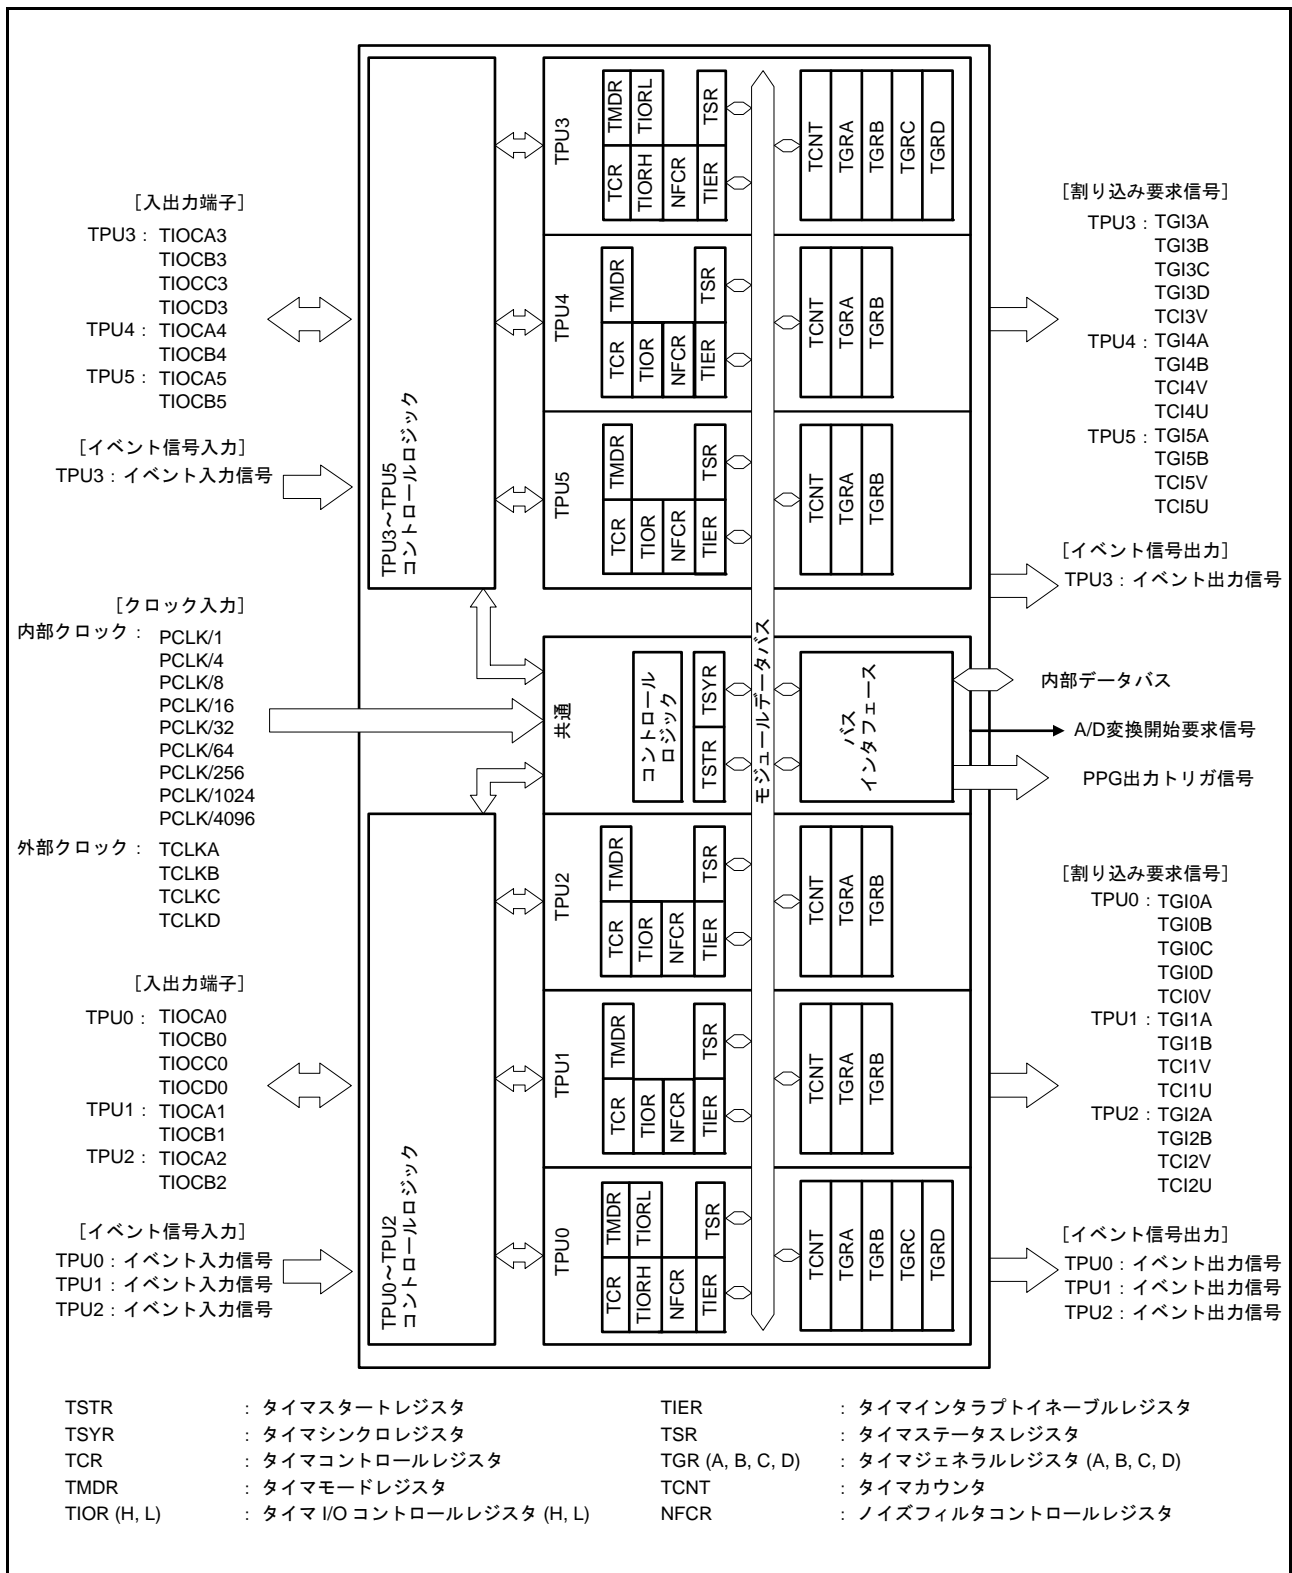 [入出力端子]
TPU3 : TIOCA3
TIOCB3
TIOCC3
TIOCD3
TPU4 : TIOCA4
TIOCB4
TPU5 : TIOCA5
TIOCB5
[イベント信号入力]
TPU3 : イベント入力信号
[クロック入力]
内部クロック : PCLK/1
PCLK/4
PCLK/8
PCLK/16
PCLK/32
PCLK/64
PCLK/256
PCLK/1024
PCLK/4096
外部クロック : TCLKA
TCLKB
TCLKC
TCLKD
[入出力端子]
TPU0 : TIOCA0
TIOCB0
TIOCC0
TIOCD0
TPU1 : TIOCA1
TIOCB1
TPU2 : TIOCA2
TIOCB2
[イベント信号入力]
TPU0 : イベント入力信号
TPU1 : イベント入力信号
TPU2 : イベント入力信号
TPU3～TPU5
コントロールロジック
TPU0～TPU2
コントロールロジック
TPU3
TCR
TMDR
TIORH
TIORL
NFCR
TIER
TSR
TCNT
TGRA
TGRB
TGRC
TGRD
TPU4
TCR
TMDR
TIOR
NFCR
TIER
TSR
TCNT
TGRA
TGRB
TPU5
TCR
TMDR
TIOR
NFCR
TIER
TSR
TCNT
TGRA
TGRB
共通
コントロール
ロジック
TSTR
TSYR
モジュールデータバス
バス
インタフェース
TPU2
TCR
TMDR
TIOR
NFCR
TIER
TSR
TCNT
TGRA
TGRB
TPU1
TCR
TMDR
TIOR
NFCR
TIER
TSR
TCNT
TGRA
TGRB
TPU0
TCR
TMDR
TIORH
TIORL
NFCR
TIER
TSR
TCNT
TGRA
TGRB
TGRC
TGRD
[割り込み要求信号]
TPU3 : TGI3A
TGI3B
TGI3C
TGI3D
TCI3V
TPU4 : TGI4A
TGI4B
TCI4V
TCI4U
TPU5 : TGI5A
TGI5B
TCI5V
TCI5U
[イベント信号出力]
TPU3 : イベント出力信号
内部データバス
A/D変換開始要求信号
PPG出力トリガ信号
[割り込み要求信号]
TPU0 : TGI0A
TGI0B
TGI0C
TGI0D
TCI0V
TPU1 : TGI1A
TGI1B
TCI1V
TCI1U
TPU2 : TGI2A
TGI2B
TCI2V
TCI2U
[イベント信号出力]
TPU0 : イベント出力信号
TPU1 : イベント出力信号
TPU2 : イベント出力信号
TSTR : タイマスタートレジスタ
TSYR : タイマシンクロレジスタ
TCR : タイマコントロールレジスタ
TMDR : タイマモードレジスタ
TIOR (H, L) : タイマ I/O コントロールレジスタ (H, L)
TIER : タイマインタラプトイネーブルレジスタ
TSR : タイマステータスレジスタ
TGR (A, B, C, D) : タイマジェネラルレジスタ (A, B, C, D)
TCNT : タイマカウンタ
NFCR : ノイズフィルタコントロールレジスタ